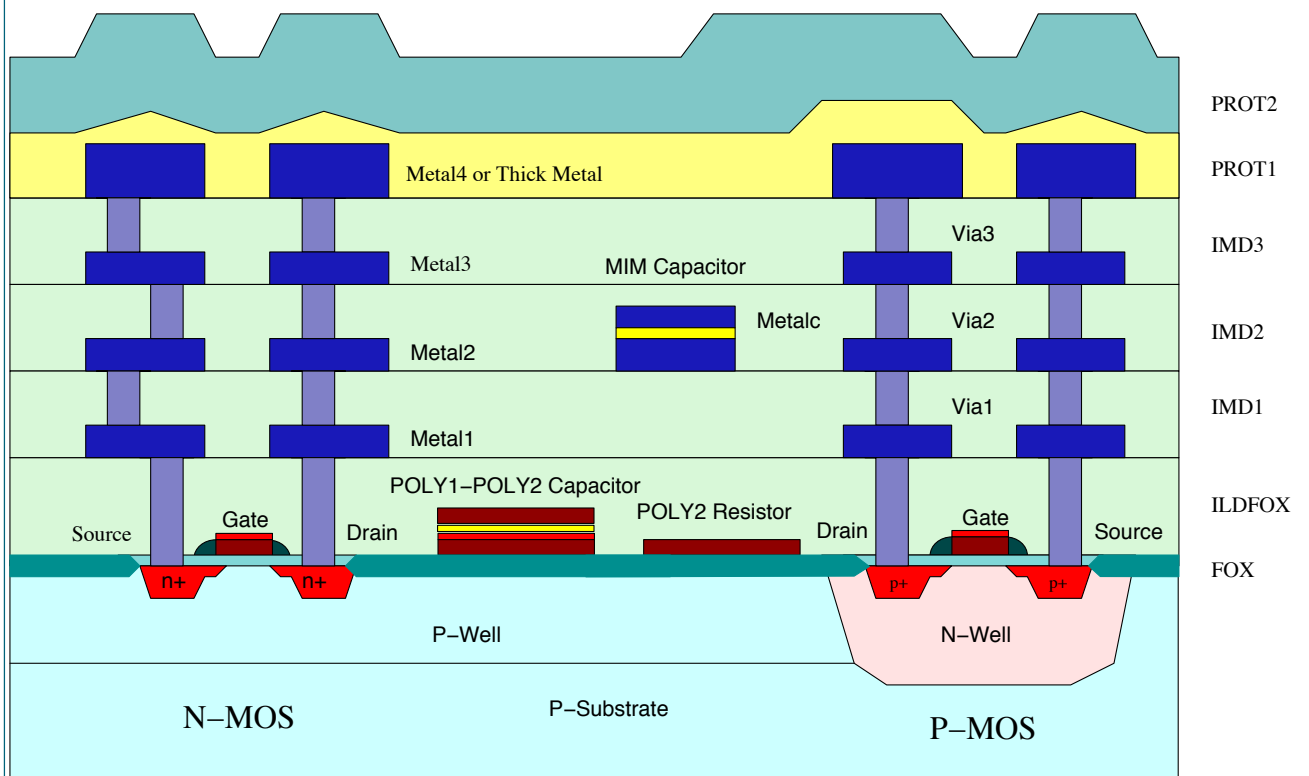 PROT2
Metal4 or Thick Metal
PROT1
Via3
IMD3
Metal3
MIM Capacitor
Metalc
Via2
IMD2
Metal2
Via1
IMD1
Metal1
POLY1–POLY2 Capacitor
ILDFOX
POLY2 Resistor
Source
Gate
Drain
Drain
Gate
Source
FOX
n+
n+
p+
p+
P–Well
N–Well
P–Substrate
N–MOS
P–MOS